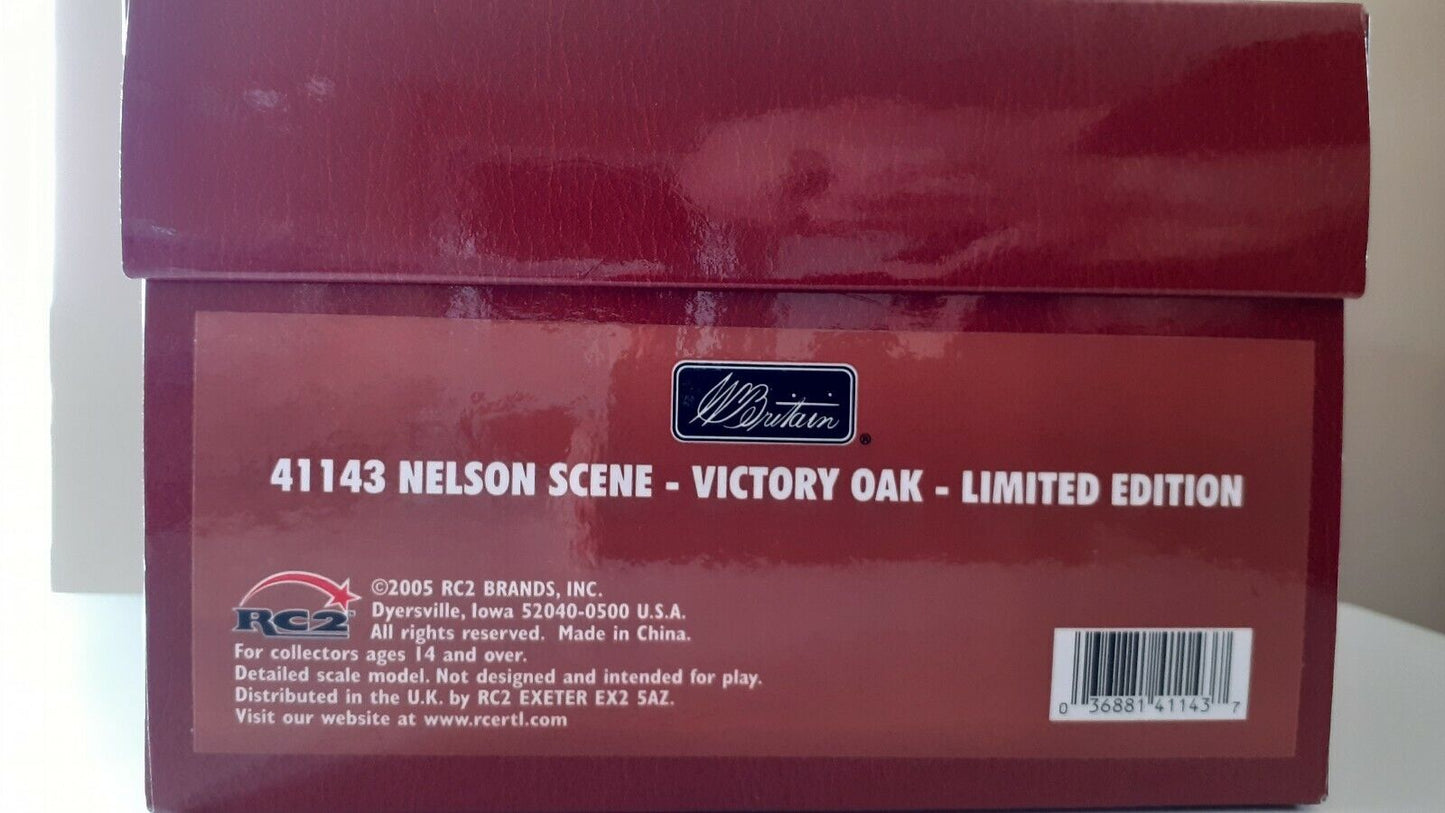 W Britain
®
41143 NELSON SCENE - VICTORY OAK - LIMITED EDITION
RC2
©2005 RC2 BRANDS, INC.
Dyersville, Iowa 52040-0500 U.S.A.
All rights reserved. Made in China.
For collectors ages 14 and over.
Detailed scale model. Not designed and intended for play.
Distributed in the U.K. by RC2 EXETER EX2 5AZ.
Visit our website at www.rcertl.com
0 36881 41143 7